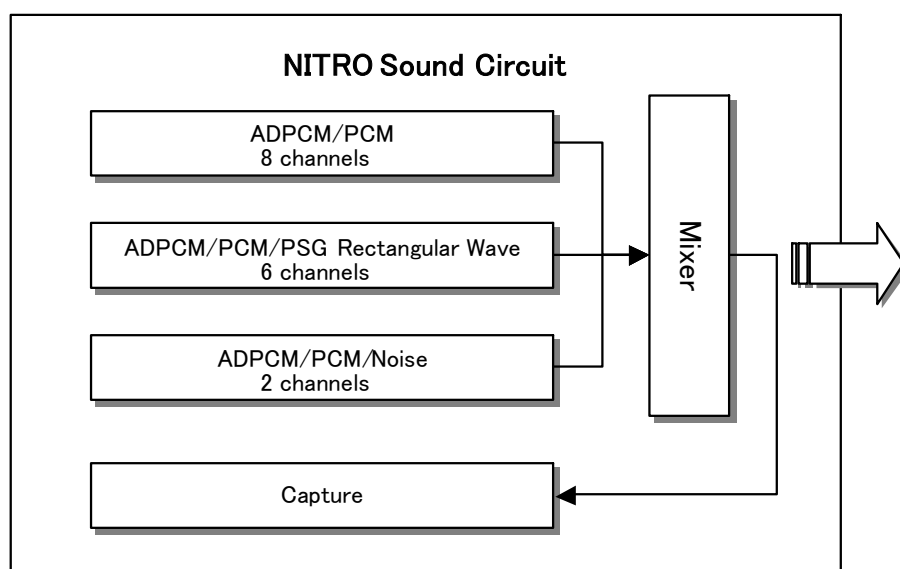 NITRO Sound Circuit
ADPCM/PCM
8 channels
ADPCM/PCM/PSG Rectangular Wave
6 channels
ADPCM/PCM/Noise
2 channels
Capture
Mixer